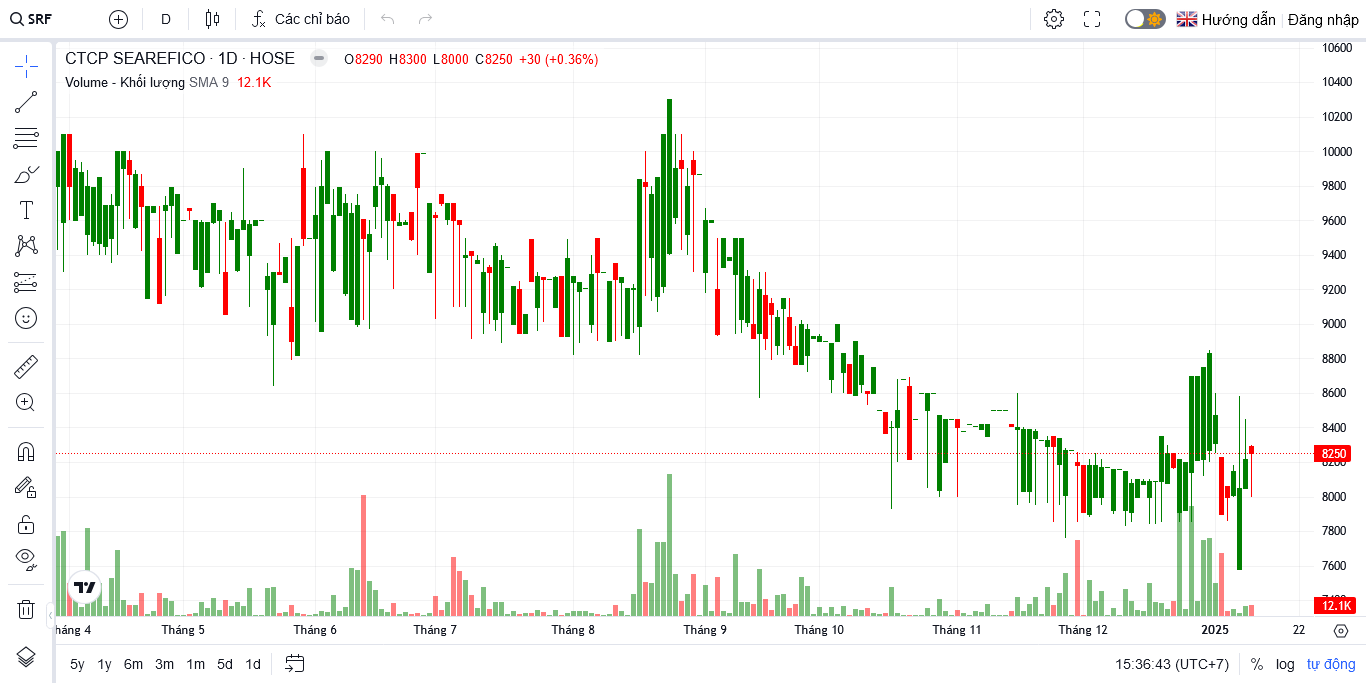 SRF D Các chỉ báo Hướng dẫn Đăng nhập
CTCP SEAREFICO · 1D · HOSE O8290 H8300 L8000 C8250 +30 (+0.36%)
Volume - Khối lượng SMA 9 12.1K
10600
10400
10200
10000
9800
9600
9400
9200
9000
8800
8600
8400
8250
8200
8000
7800
7600
12.1K
háng 4 Tháng 5 Tháng 6 Tháng 7 Tháng 8 Tháng 9 Tháng 10 Tháng 11 Tháng 12 2025 22
5y 1y 6m 3m 1m 5d 1d 15:36:43 (UTC+7) % log tự động